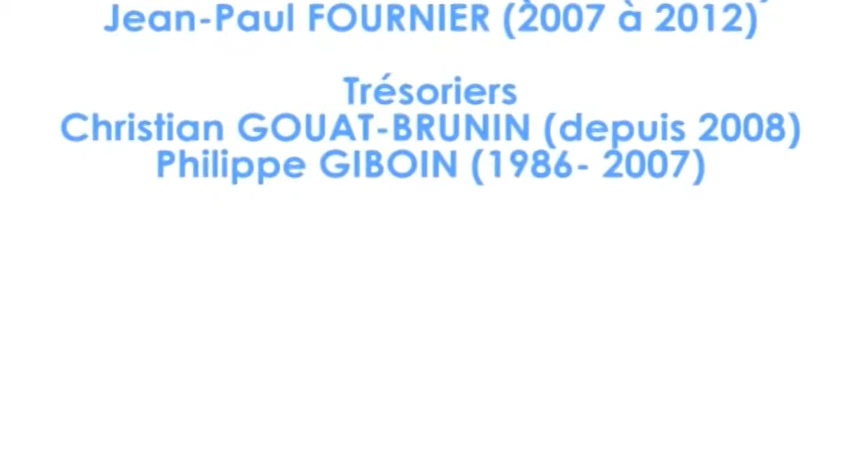 Jean-Paul FOURNIER (2007 à 2012)
Trésoriers
Christian GOUAT-BRUNIN (depuis 2008)
Philippe GIBOIN (1986- 2007)